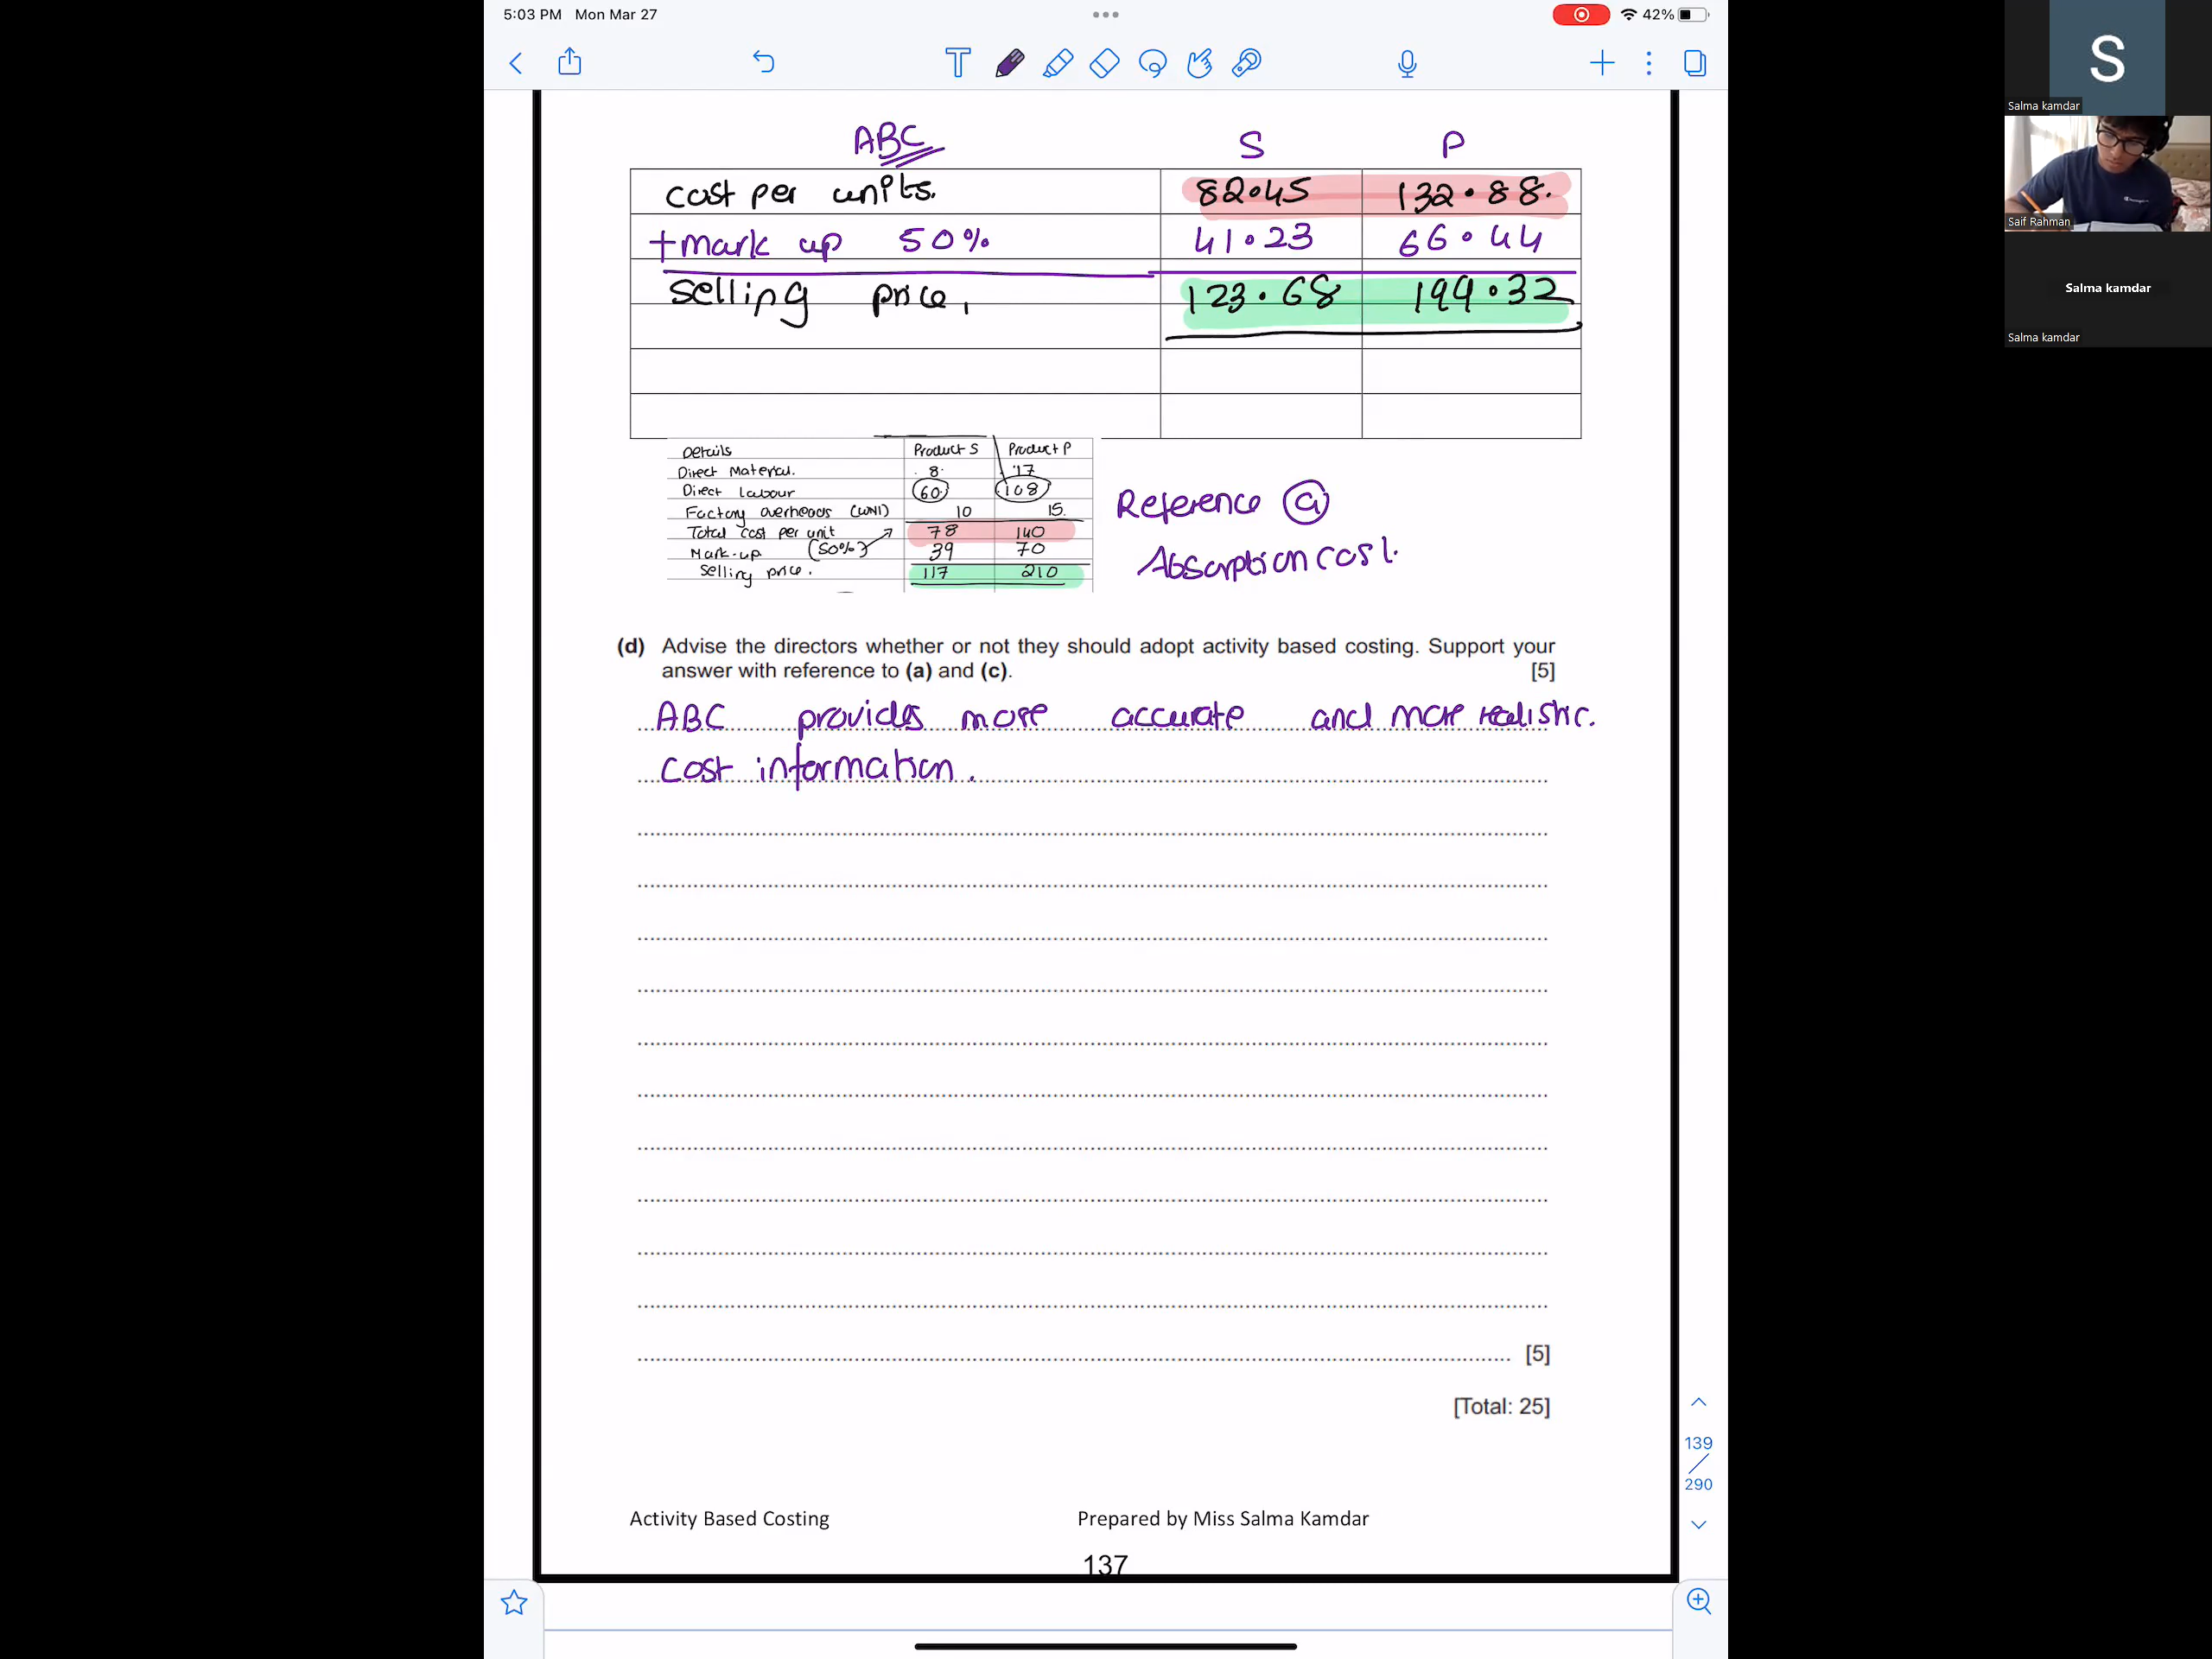 5:03 PM Mon Mar 27
42%
S
Salma kamdar
Saif Rahman
Salma kamdar
Salma kamdar
ABC S P
cost per units. 82.45 132.88.
+mark up 50% 41.23 66.44
Selling price, 123.68 199.32
Details Product S Product P
Direct Material. 8. 17
Direct Labour 60 108
Factory overheads (WN1) 10 15.
Total cost per unit 78 140
Mark-up (50%) 39 70
Selling price. 117 210
Reference a
Absorption cost.
(d) Advise the directors whether or not they should adopt activity based costing. Support your
answer with reference to (a) and (c). [5]
ABC provides more accurate and more realistic.
cost information.
[5]
[Total: 25]
139
290
Activity Based Costing Prepared by Miss Salma Kamdar
137